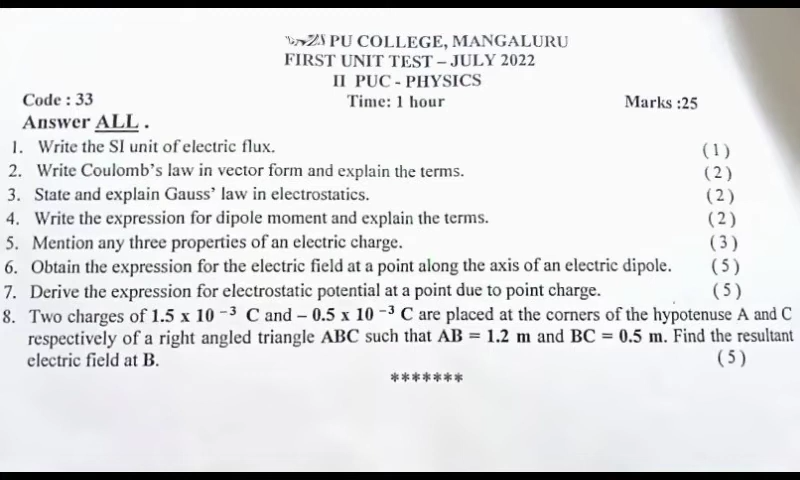 PU COLLEGE, MANGALURU
FIRST UNIT TEST – JULY 2022
II PUC - PHYSICS
Code : 33 Time: 1 hour Marks :25
Answer ALL .
1. Write the SI unit of electric flux. (1)
2. Write Coulomb's law in vector form and explain the terms. (2)
3. State and explain Gauss' law in electrostatics. (2)
4. Write the expression for dipole moment and explain the terms. (2)
5. Mention any three properties of an electric charge. (3)
6. Obtain the expression for the electric field at a point along the axis of an electric dipole. (5)
7. Derive the expression for electrostatic potential at a point due to point charge. (5)
8. Two charges of 1.5 x 10 ⁻³ C and – 0.5 x 10 ⁻³ C are placed at the corners of the hypotenuse A and C
respectively of a right angled triangle ABC such that AB = 1.2 m and BC = 0.5 m. Find the resultant
electric field at B. (5)
*******